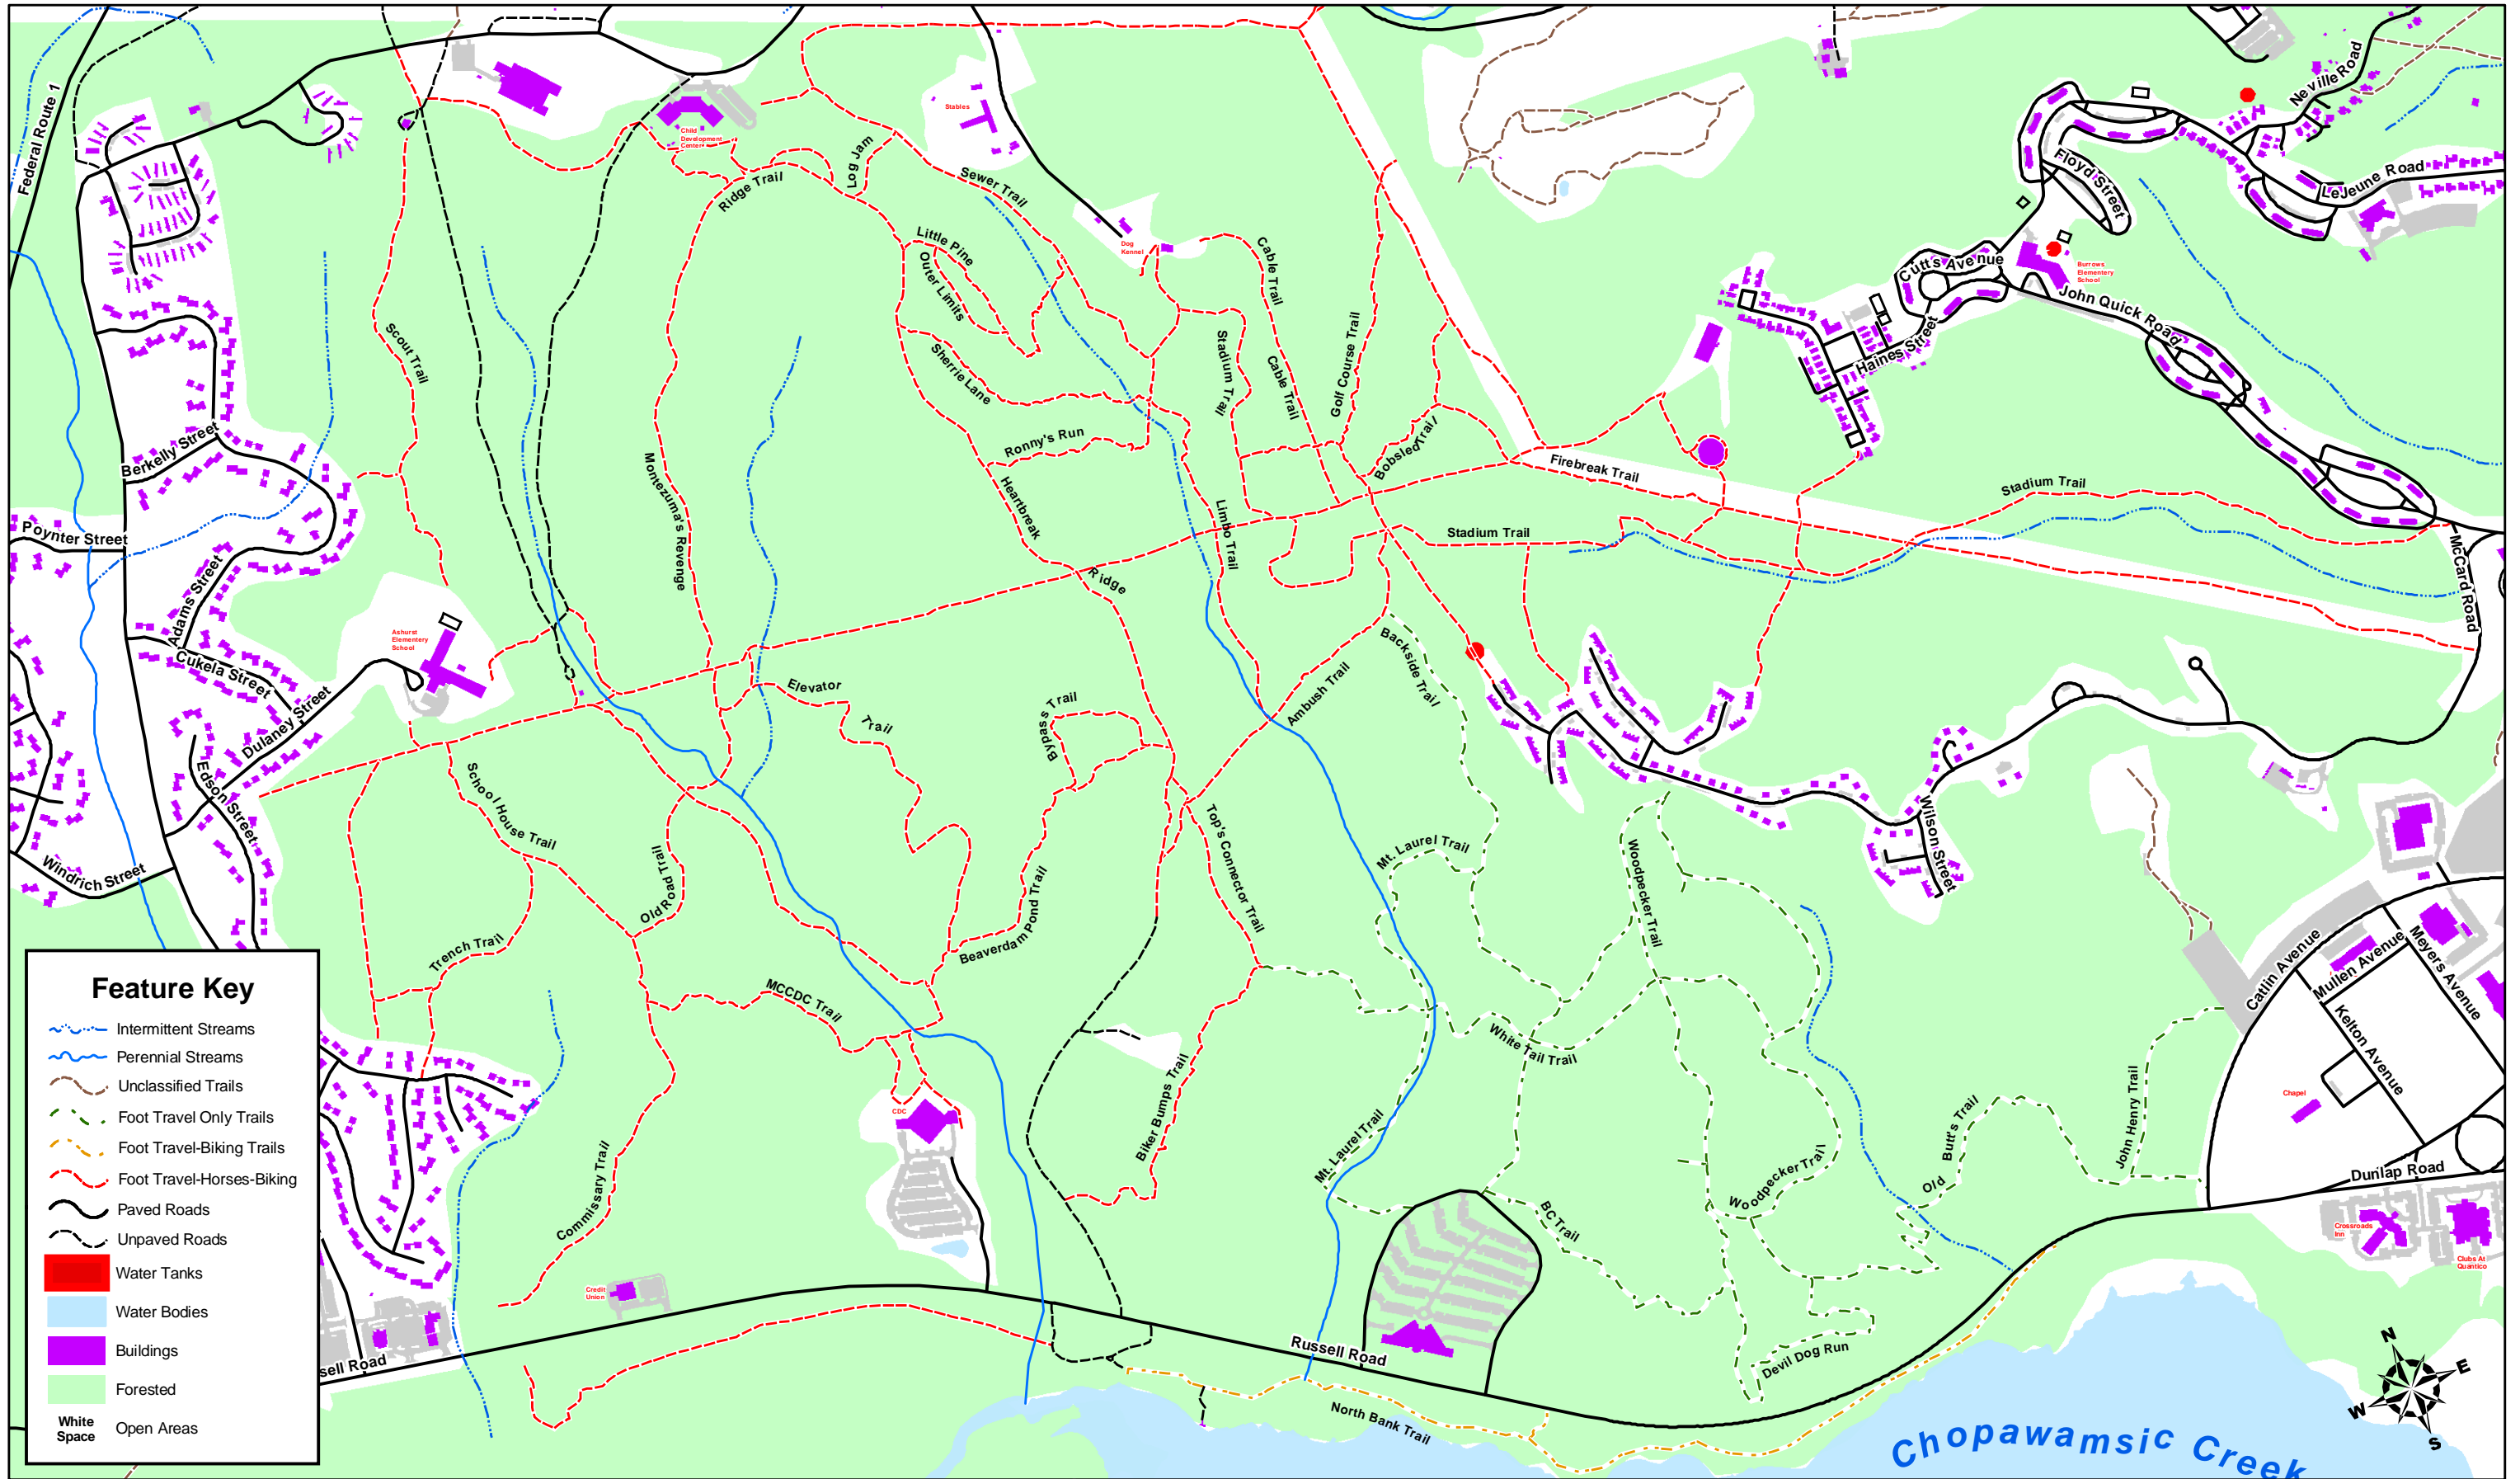 Federal Route 1
Stables
Child
Development
Center
Log Jam
Ridge Trail
Sewer Trail
Neville Road
Floyd Street
LeJeune Road
Little Pine
Outer Limits
Dog
Kennel
Cable Trail
Cutts Avenue
Burrows
Elementery
School
John Quick Road
Haines Street
Scout Trail
Sherrie Lane
Stadium Trail
Cable Trail
Golf Course Trail
Berkelly Street
Ronny's Run
Bobsled Trail
Montezuma's Revenge
Heartbreak
Firebreak Trail
Stadium Trail
Poynter Street
Limbo Trail
Stadium Trail
McCard Road
Ridge
Adams Street
Ashurst
Elementery
School
Cukela Street
Backside Trail
Ambush Trail
Elevator
Trail
Dulaney Street
Bypass Trail
Edson Street
School House Trail
Top's Connector Trail
Mt. Laurel Trail
Woodpecker Trail
Wilson Street
Windrich Street
Old Road Trail
Beaverdam Pond Trail
Trench Trail
Catlin Avenue
Mullen Avenue
Meyers Avenue
MCCDC Trail
White Tail Trail
Kelton Avenue
Biker Bumps Trail
CDC
Chapel
Mt. Laurel Trail
John Henry Trail
Old Butt's Trail
Woodpecker Trail
Dunlap Road
Commissary Trail
BC Trail
Crossroads
Inn
Clubs At
Quantico
Credit
Union
Russell Road
sell Road
Devil Dog Run
North Bank Trail
Chopawamsic Creek
N
E
W
S
Feature Key
Intermittent Streams
Perennial Streams
Unclassified Trails
Foot Travel Only Trails
Foot Travel-Biking Trails
Foot Travel-Horses-Biking
Paved Roads
Unpaved Roads
Water Tanks
Water Bodies
Buildings
Forested
White
Space
Open Areas